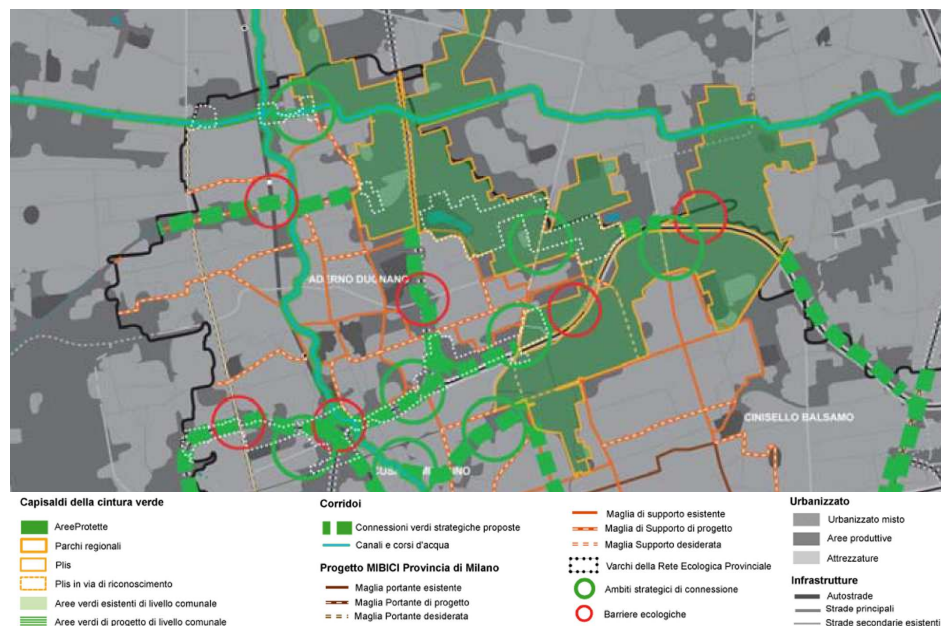 ADERNO DUGNANO
CINISELLO BALSAMO
Capisaldi della cintura verde
AreeProtette
Parchi regionali
Plis
Plis in via di riconoscimento
Aree verdi esistenti di livello comunale
Aree verdi di progetto di livello comunale
Corridoi
Connessioni verdi strategiche proposte
Canali e corsi d'acqua
Progetto MIBICI Provincia di Milano
Maglia portante esistente
Maglia Portante di progetto
Maglia Portante desiderata
Maglia di supporto esistente
Maglia di Supporto di progetto
Maglia Supporto desiderata
Varchi della Rete Ecologica Provinciale
Ambiti strategici di connessione
Barriere ecologiche
Urbanizzato
Urbanizzato misto
Aree produttive
Attrezzature
Infrastrutture
Autostrade
Strade principali
Strade secondarie esistenti